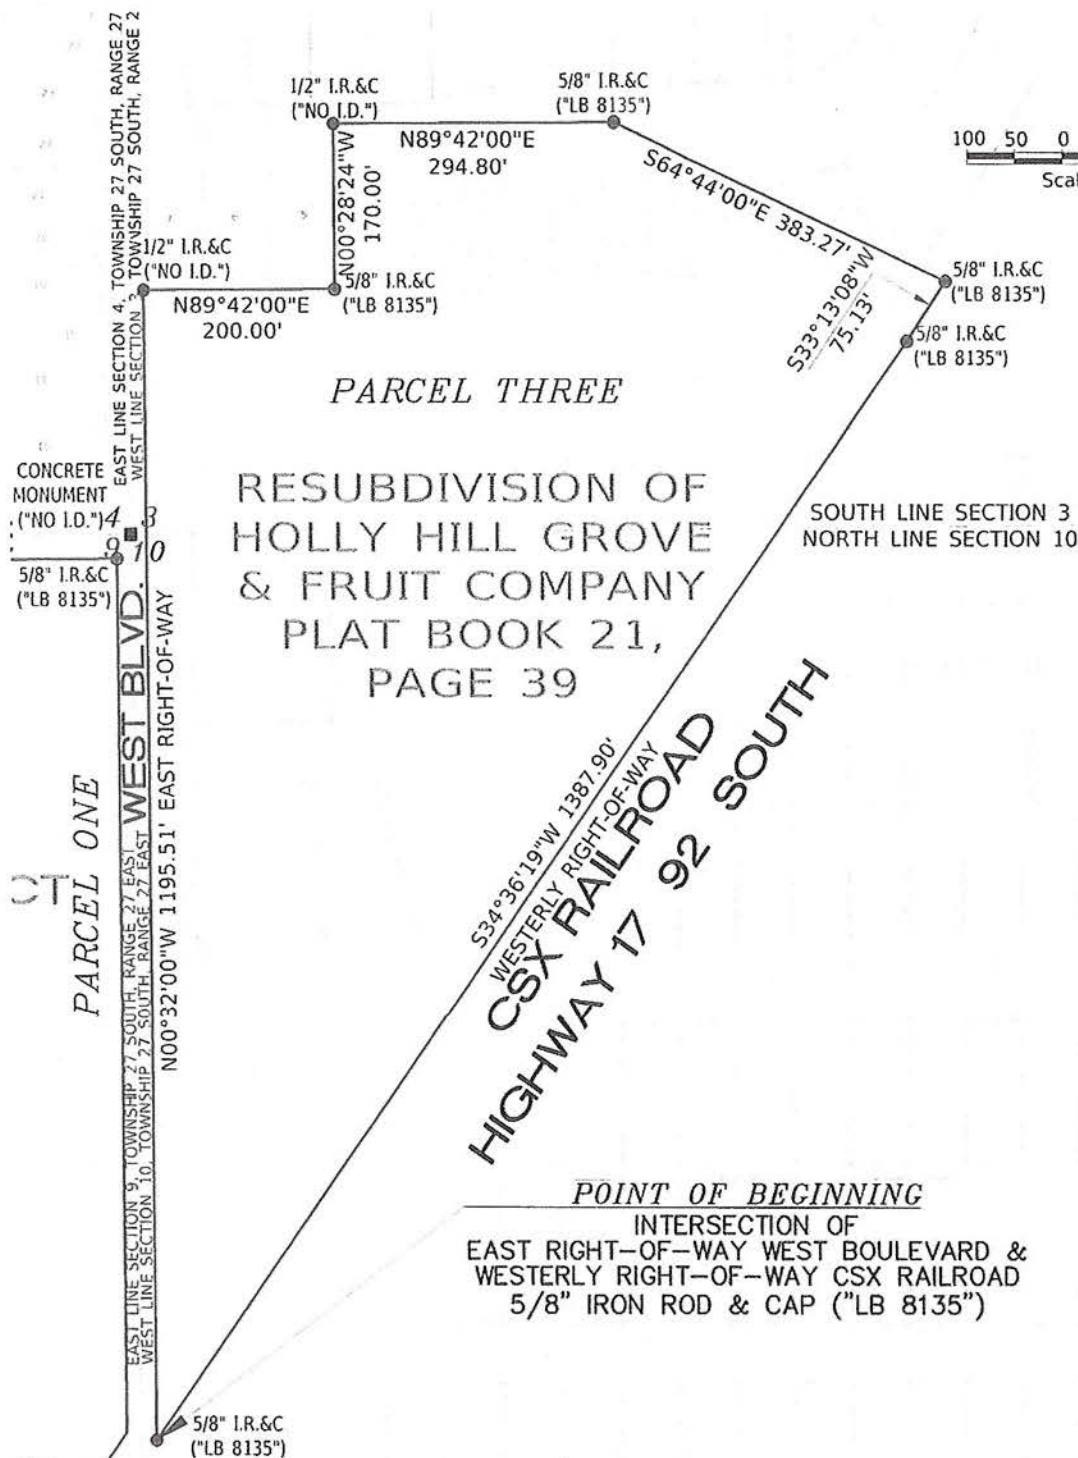 EAST LINE SECTION 4, TOWNSHIP 27 SOUTH, RANGE 27
WEST LINE SECTION 3, TOWNSHIP 27 SOUTH, RANGE 2
1/2" I.R.&C
("NO I.D.")
5/8" I.R.&C
("LB 8135")
N89°42'00"E
294.80'
N00°28'24"W
170.00'
S64°44'00"E 383.27'
100 50 0
Scal
1/2" I.R.&C
("NO I.D.")
N89°42'00"E
200.00'
5/8" I.R.&C
("LB 8135")
S33°13'08"W
75.13'
5/8" I.R.&C
("LB 8135")
5/8" I.R.&C
("LB 8135")
PARCEL THREE
CONCRETE
MONUMENT
("NO I.D.")
4 3
9 10
5/8" I.R.&C
("LB 8135")
RESUBDIVISION OF
HOLLY HILL GROVE
& FRUIT COMPANY
PLAT BOOK 21,
PAGE 39
SOUTH LINE SECTION 3
NORTH LINE SECTION 10
WEST BLVD.
N00°32'00"W 1195.51' EAST RIGHT-OF-WAY
PARCEL ONE
CT
EAST LINE SECTION 9, TOWNSHIP 27 SOUTH, RANGE 27 EAST
WEST LINE SECTION 10, TOWNSHIP 27 SOUTH, RANGE 27 EAST
S34°36'19"W 1387.90'
WESTERLY RIGHT-OF-WAY
CSX RAILROAD
HIGHWAY 17 92 SOUTH
POINT OF BEGINNING
INTERSECTION OF
EAST RIGHT-OF-WAY WEST BOULEVARD &
WESTERLY RIGHT-OF-WAY CSX RAILROAD
5/8" IRON ROD & CAP ("LB 8135")
5/8" I.R.&C
("LB 8135")